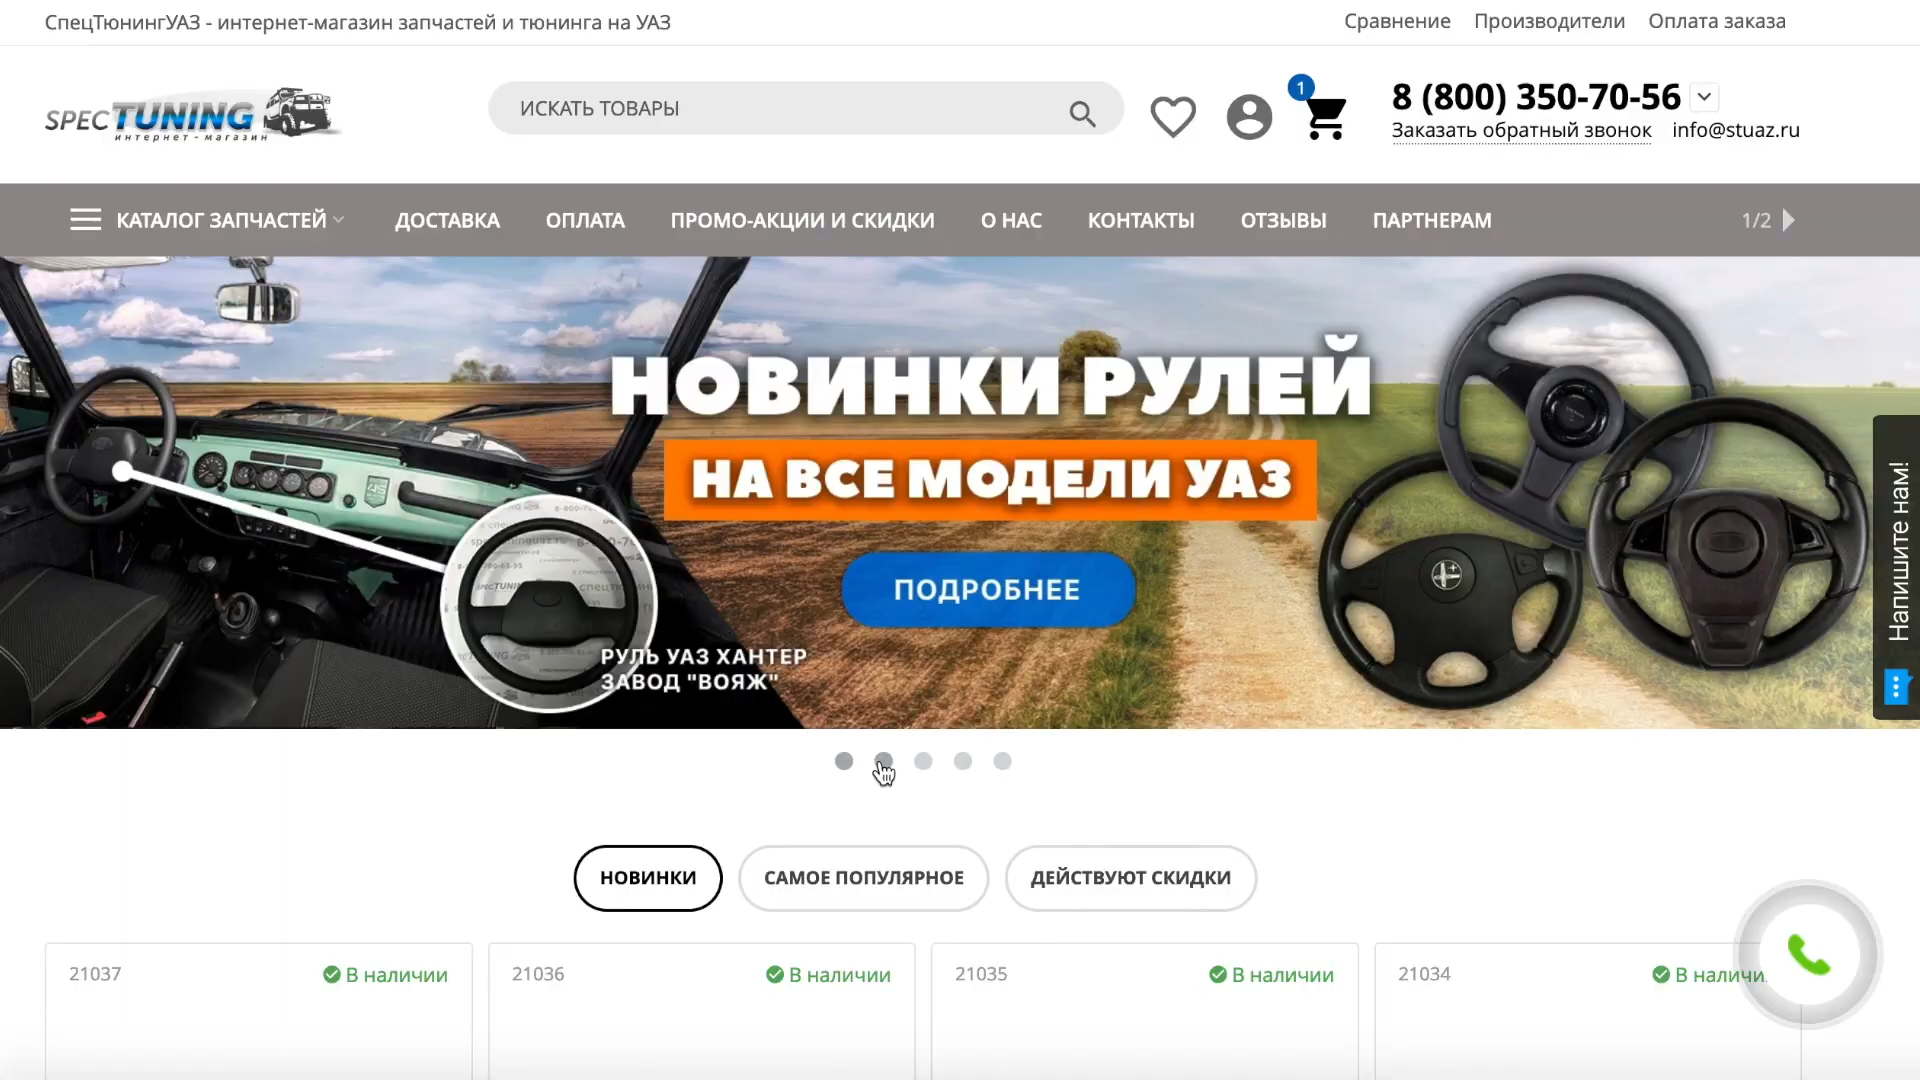 СпецТюнингУАЗ - интернет-магазин запчастей и тюнинга на УАЗ
Сравнение Производители Оплата заказа
SPECTUNING
интернет - магазин
ИСКАТЬ ТОВАРЫ
1
8 (800) 350-70-56
Заказать обратный звонок info@stuaz.ru
КАТАЛОГ ЗАПЧАСТЕЙ ДОСТАВКА ОПЛАТА ПРОМО-АКЦИИ И СКИДКИ О НАС КОНТАКТЫ ОТЗЫВЫ ПАРТНЕРАМ 1/2
НОВИНКИ РУЛЕЙ
НА ВСЕ МОДЕЛИ УАЗ
ПОДРОБНЕЕ
РУЛЬ УАЗ ХАНТЕР
ЗАВОД "ВОЯЖ"
Напишите нам!
НОВИНКИ САМОЕ ПОПУЛЯРНОЕ ДЕЙСТВУЮТ СКИДКИ
21037 В наличии 21036 В наличии 21035 В наличии 21034 В наличи